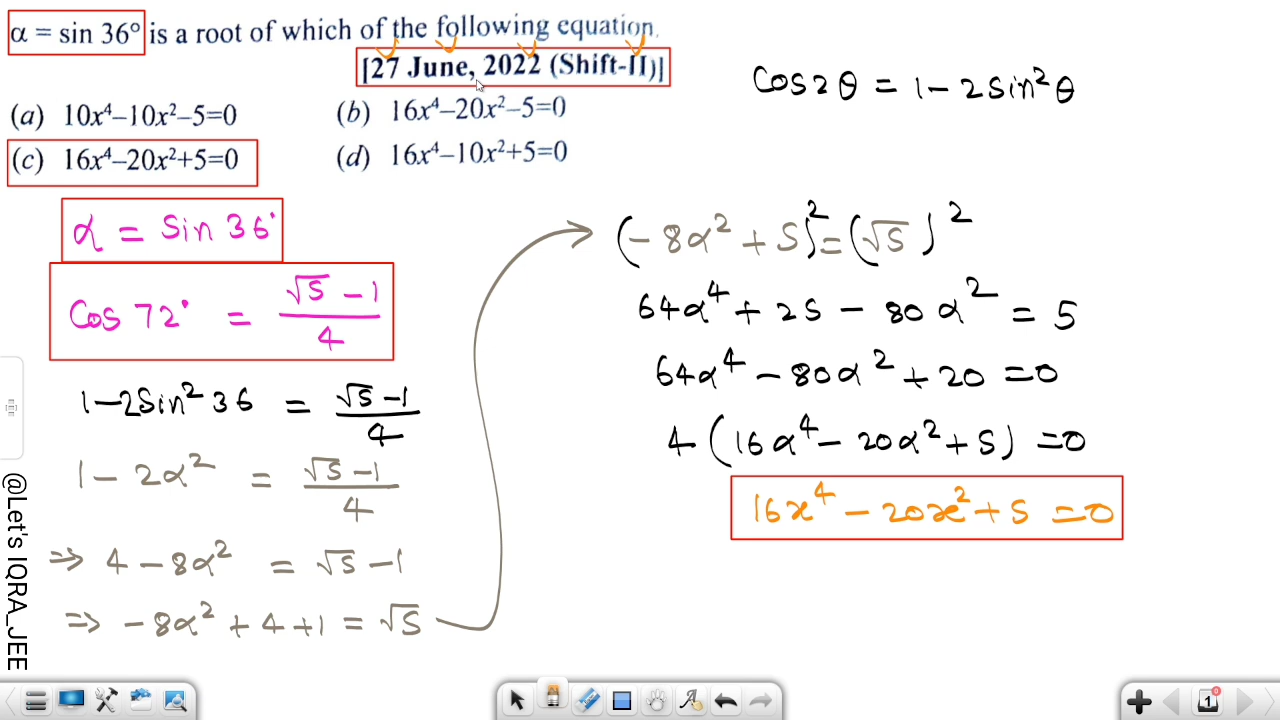 α = sin 36° is a root of which of the following equation.
[27 June, 2022 (Shift-II)]
(a) 10x⁴–10x²–5=0
(b) 16x⁴–20x²–5=0
(c) 16x⁴–20x²+5=0
(d) 16x⁴–10x²+5=0
α = Sin 36°
Cos 72° = (√5 - 1)/4
1-2Sin²36 = (√5-1)/4
1 - 2α² = (√5-1)/4
⇒ 4 - 8α² = √5 - 1
⇒ -8α² + 4 + 1 = √5
Cos2θ = 1 - 2Sin²θ
(-8α² + 5)² = (√5)²
64α⁴ + 25 - 80α² = 5
64α⁴ - 80α² + 20 = 0
4(16α⁴ - 20α² + 5) = 0
16x⁴ - 20x² + 5 = 0
@Let's IQRA_JEE
1